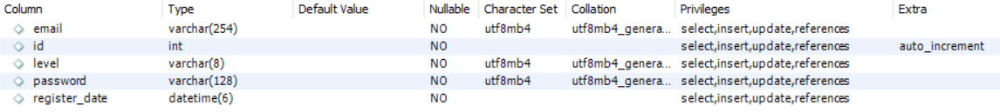 Column Type Default Value Nullable Character Set Collation Privileges Extra
email varchar(254) NO utf8mb4 utf8mb4_genera... select,insert,update,references
id int NO select,insert,update,references auto_increment
level varchar(8) NO utf8mb4 utf8mb4_genera... select,insert,update,references
password varchar(128) NO utf8mb4 utf8mb4_genera... select,insert,update,references
register_date datetime(6) NO select,insert,update,references